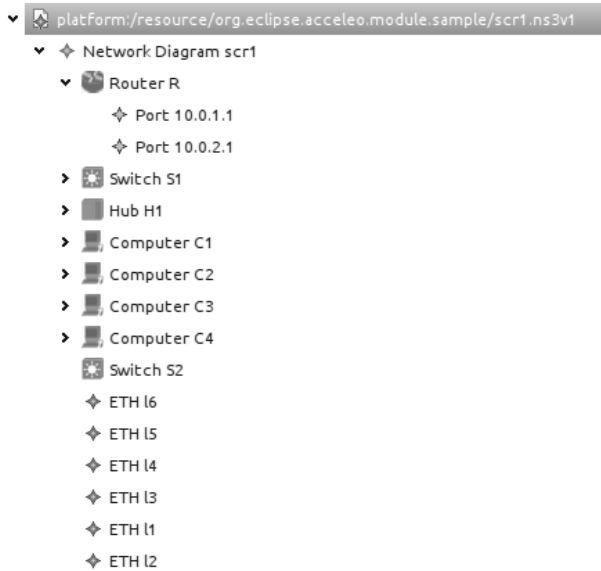 platform:/resource/org.eclipse.acceleo.module.sample/scr1.ns3v1
Network Diagram scr1
Router R
Port 10.0.1.1
Port 10.0.2.1
Switch S1
Hub H1
Computer C1
Computer C2
Computer C3
Computer C4
Switch S2
ETH l6
ETH l5
ETH l4
ETH l3
ETH l1
ETH l2